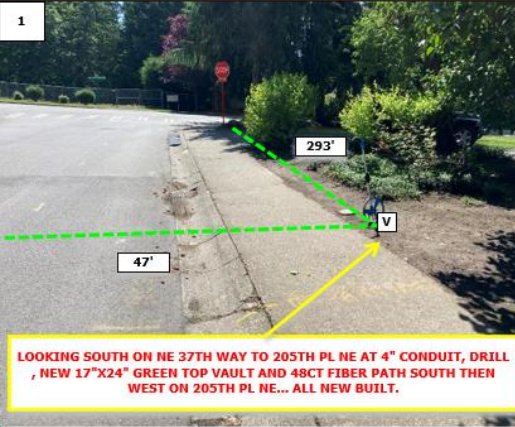 1
293'
V
47'
LOOKING SOUTH ON NE 37TH WAY TO 205TH PL NE AT 4" CONDUIT, DRILL
, NEW 17"X24" GREEN TOP VAULT AND 48CT FIBER PATH SOUTH THEN
WEST ON 205TH PL NE... ALL NEW BUILT.